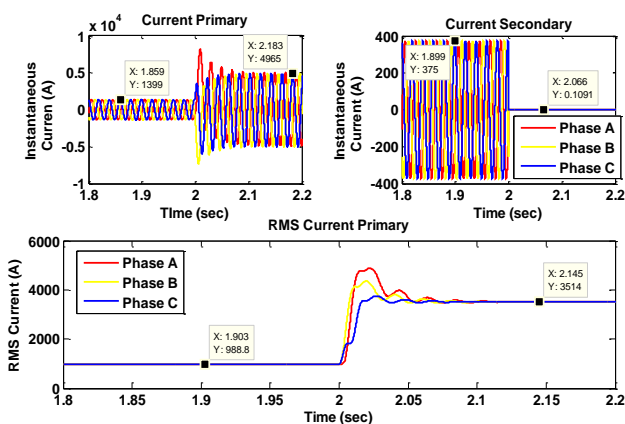 x 10^4
Current Primary
Instantaneous
Current (A)
1
0.5
0
-0.5
-1
X: 1.859
Y: 1399
X: 2.183
Y: 4965
1.8 1.9 2 2.1 2.2
TIme (sec)
Current Secondary
Instantaneous
Current (A)
400
200
0
-200
-400
X: 1.899
Y: 375
X: 2.066
Y: 0.1091
Phase A
Phase B
Phase C
1.8 1.9 2 2.1 2.2
Time (sec)
RMS Current Primary
RMS Current (A)
6000
4000
2000
0
Phase A
Phase B
Phase C
X: 1.903
Y: 988.8
X: 2.145
Y: 3514
1.8 1.85 1.9 1.95 2 2.05 2.1 2.15 2.2
Time (sec)